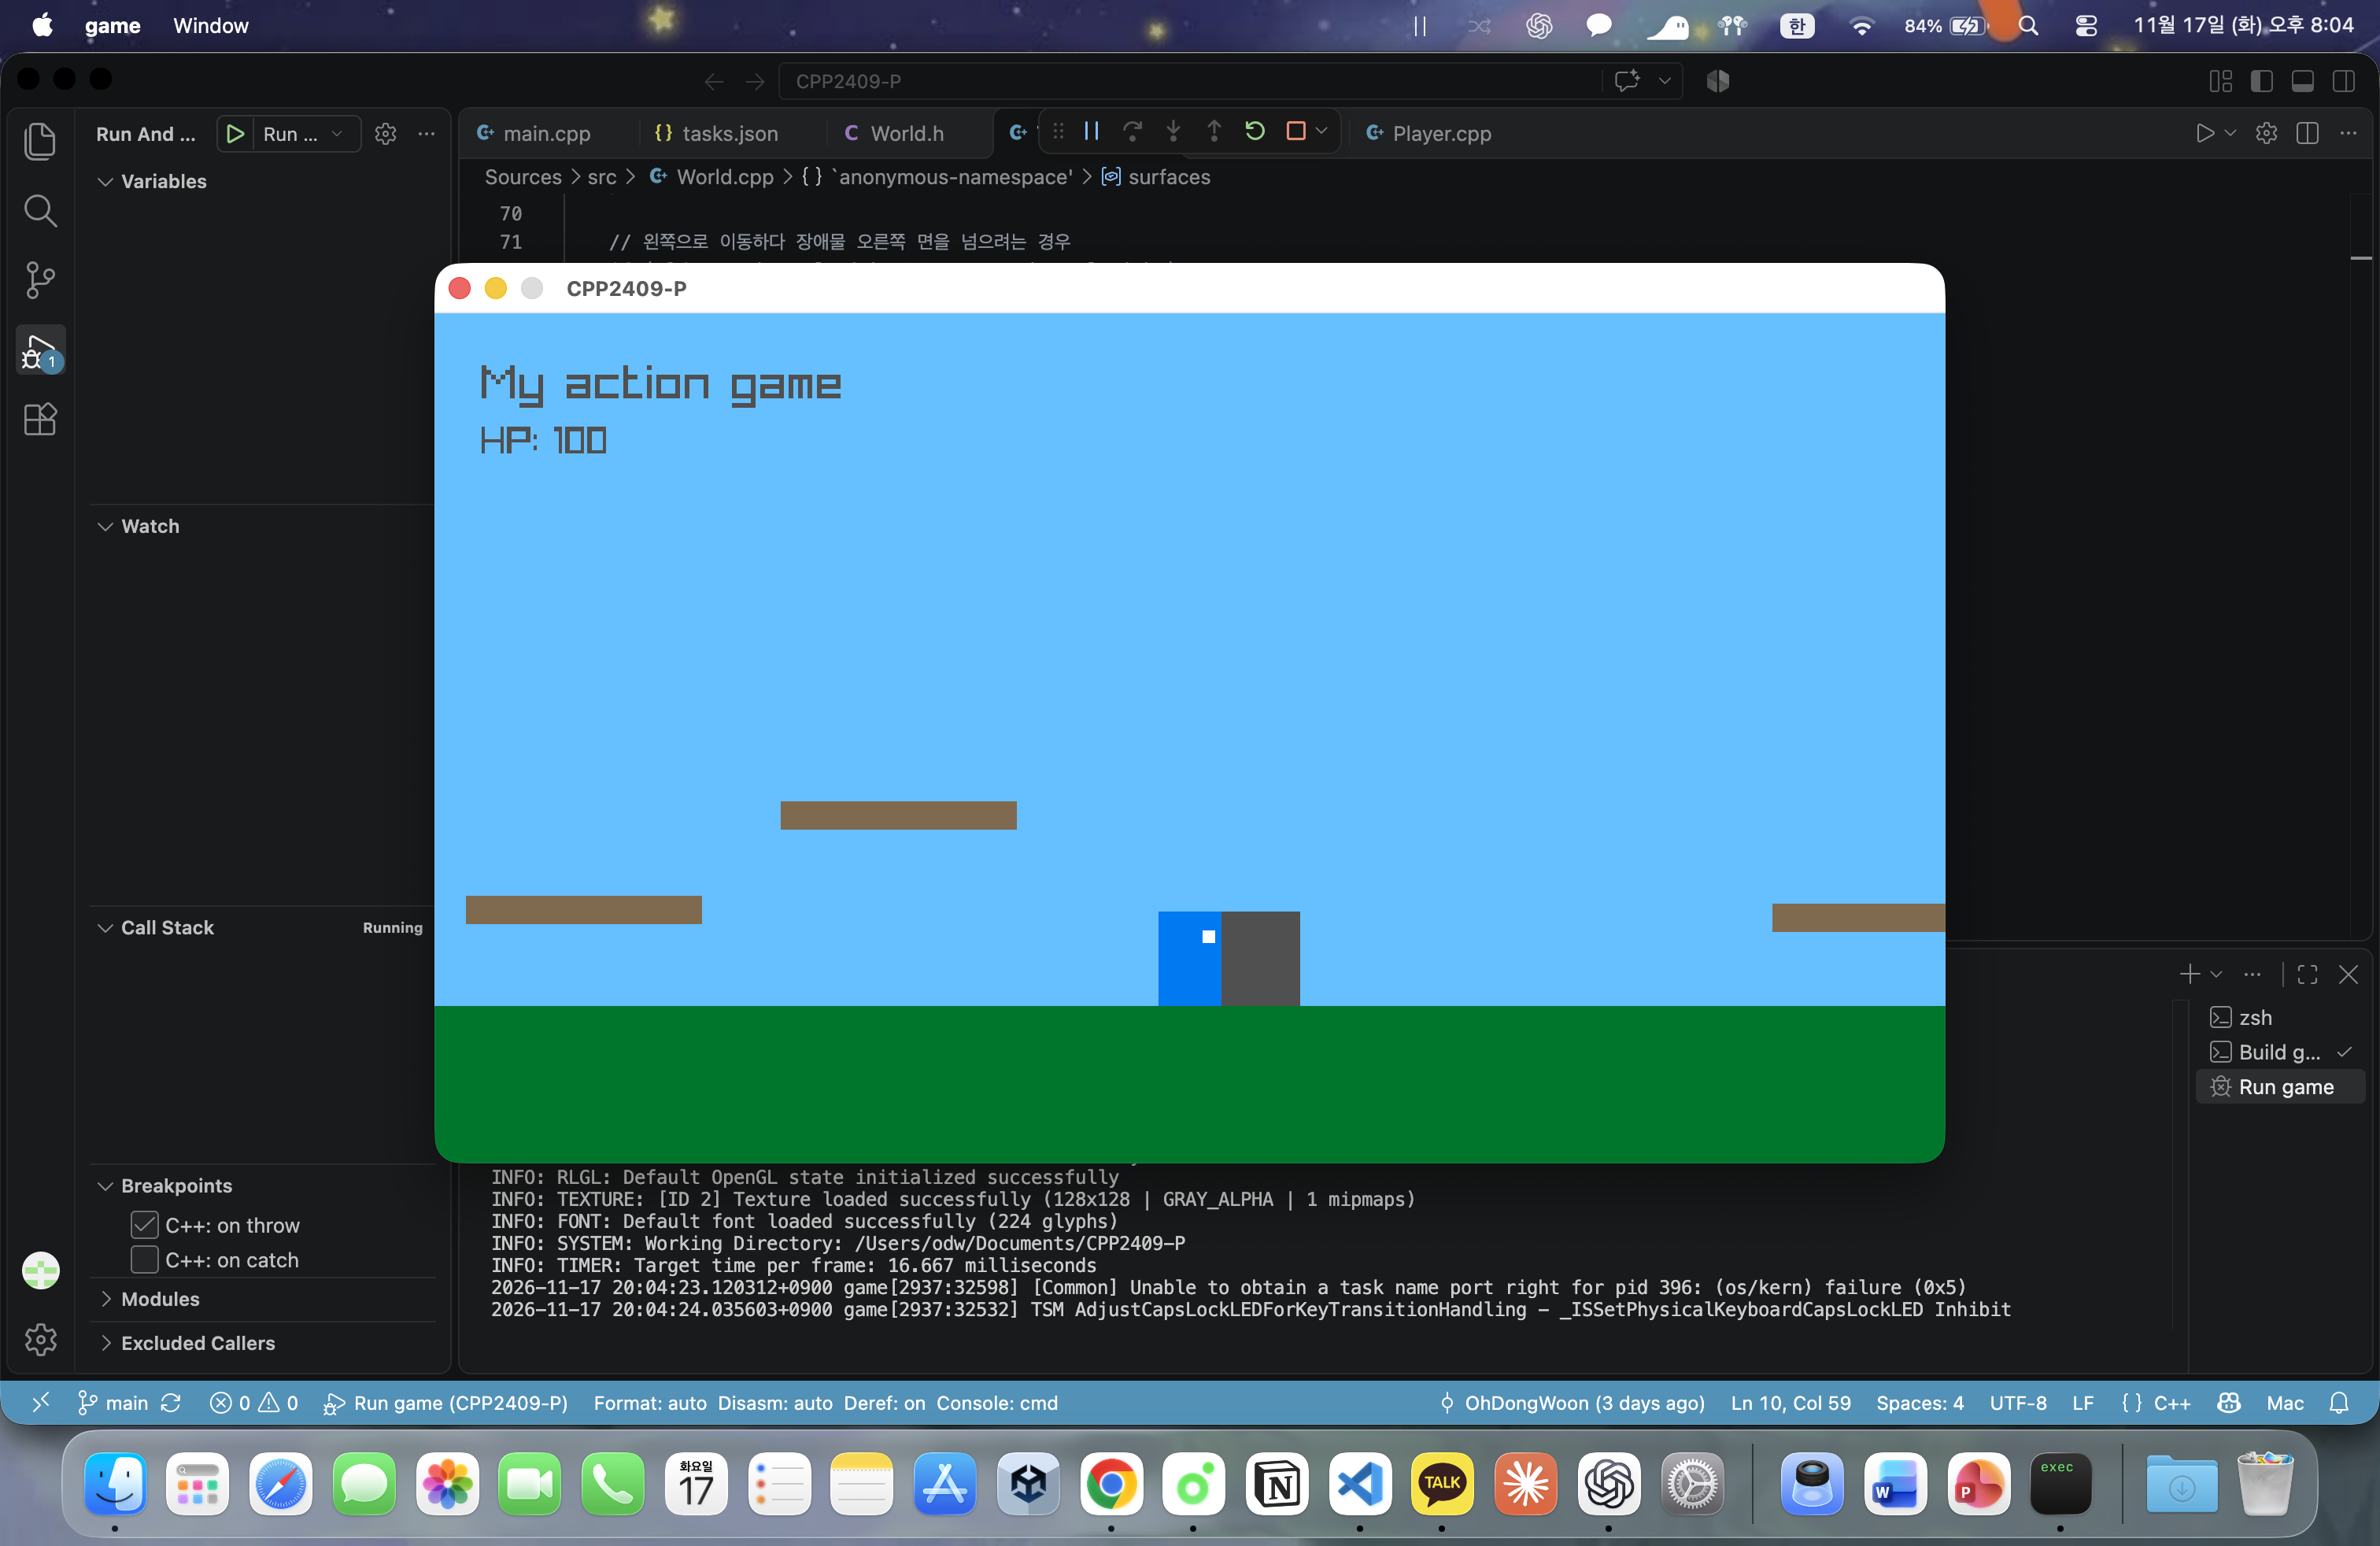 game Window 한 84% 11월 17일 (화) 오후 8:04
CPP2409-P
Run And ... Run ...
main.cpp tasks.json World.h Player.cpp
Variables
Sources > src > World.cpp > {} `anonymous-namespace' > surfaces
70
71 // 왼쪽으로 이동하다 장애물 오른쪽 면을 넘으려는 경우
CPP2409-P
My action game
HP: 100
1
Watch
Call Stack Running
zsh
Build g...
Run game
Breakpoints
C++: on throw
C++: on catch
Modules
Excluded Callers
INFO: RLGL: Default OpenGL state initialized successfully
INFO: TEXTURE: [ID 2] Texture loaded successfully (128x128 | GRAY_ALPHA | 1 mipmaps)
INFO: FONT: Default font loaded successfully (224 glyphs)
INFO: SYSTEM: Working Directory: /Users/odw/Documents/CPP2409-P
INFO: TIMER: Target time per frame: 16.667 milliseconds
2026-11-17 20:04:23.120312+0900 game[2937:32598] [Common] Unable to obtain a task name port right for pid 396: (os/kern) failure (0x5)
2026-11-17 20:04:24.035603+0900 game[2937:32532] TSM AdjustCapsLockLEDForKeyTransitionHandling - _ISSetPhysicalKeyboardCapsLockLED Inhibit
main 0 0 Run game (CPP2409-P) Format: auto Disasm: auto Deref: on Console: cmd OhDongWoon (3 days ago) Ln 10, Col 59 Spaces: 4 UTF-8 LF {} C++ Mac
화요일
17
N
TALK
W
P
exec